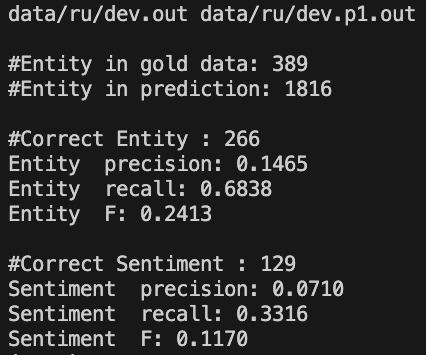 data/ru/dev.out data/ru/dev.p1.out
#Entity in gold data: 389
#Entity in prediction: 1816
#Correct Entity : 266
Entity  precision: 0.1465
Entity  recall: 0.6838
Entity  F: 0.2413
#Correct Sentiment : 129
Sentiment  precision: 0.0710
Sentiment  recall: 0.3316
Sentiment  F: 0.1170